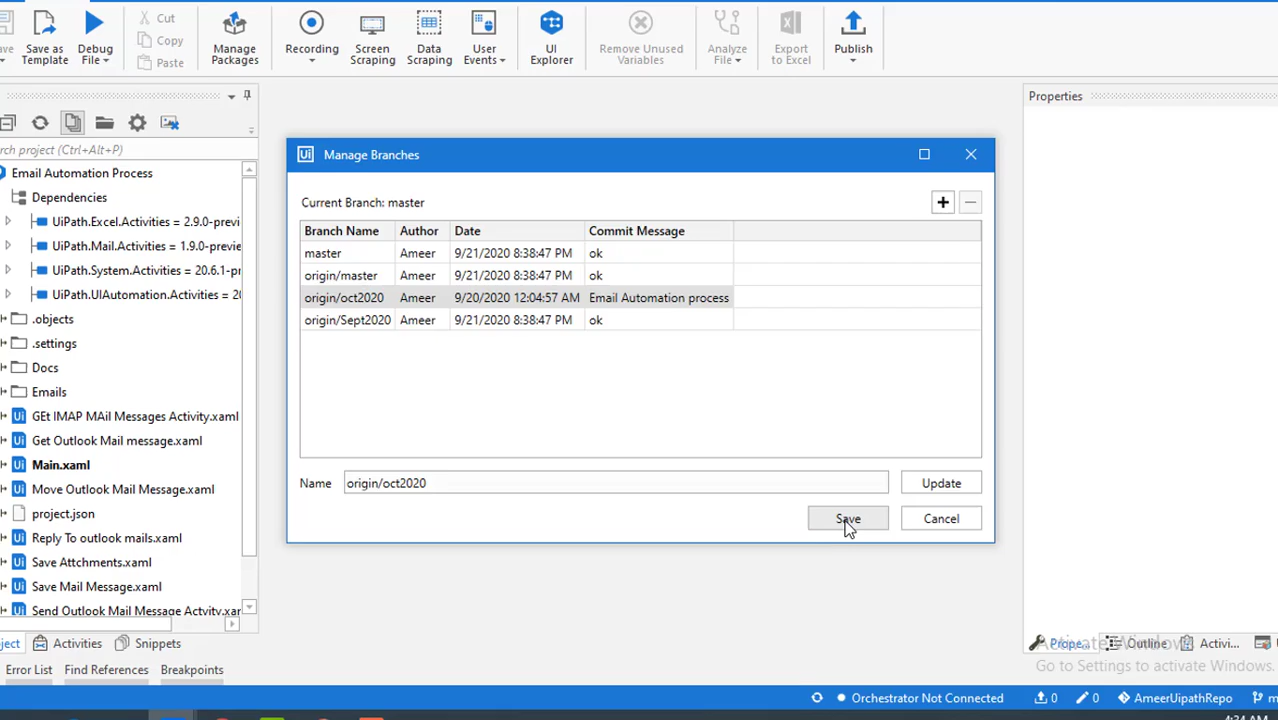 Save as Template
Debug File
Cut
Copy
Paste
Manage Packages
Recording
Screen Scraping
Data Scraping
User Events
UI Explorer
Remove Unused Variables
Analyze File
Export to Excel
Publish
Properties
rch project (Ctrl+Alt+P)
Email Automation Process
Dependencies
UiPath.Excel.Activities = 2.9.0-previ
UiPath.Mail.Activities = 1.9.0-previe
UiPath.System.Activities = 20.6.1-pr
UiPath.UIAutomation.Activities = 20
.objects
.settings
Docs
Emails
GEt IMAP MAil Messages Activity.xaml
Get Outlook Mail message.xaml
Main.xaml
Move Outlook Mail Message.xaml
project.json
Reply To outlook mails.xaml
Save Attchments.xaml
Save Mail Message.xaml
Send Outlook Mail Message Actvity.xam
Manage Branches
Current Branch: master
Branch Name Author Date Commit Message
master Ameer 9/21/2020 8:38:47 PM ok
origin/master Ameer 9/21/2020 8:38:47 PM ok
origin/oct2020 Ameer 9/20/2020 12:04:57 AM Email Automation process
origin/Sept2020 Ameer 9/21/2020 8:38:47 PM ok
Name origin/oct2020 Update
Save Cancel
ject Activities Snippets
Prope... Outline Activi...
Activate Windows
Go to Settings to activate Windows.
Error List Find References Breakpoints
Orchestrator Not Connected 0 0 AmeerUipathRepo